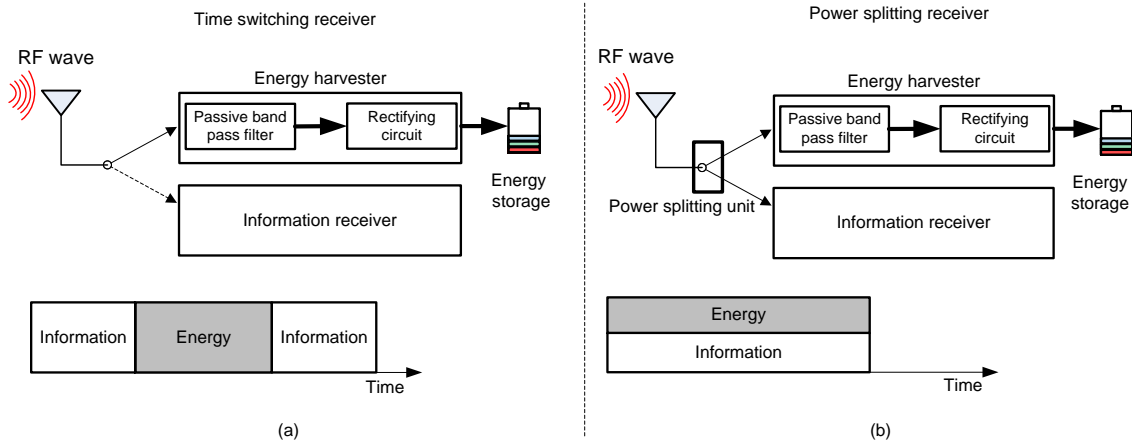 Time switching receiver
RF wave
Energy harvester
Passive band
pass filter
Rectifying
circuit
Energy
storage
Information receiver
Information
Energy
Information
Time
(a)
Power splitting receiver
RF wave
Energy harvester
Passive band
pass filter
Rectifying
circuit
Energy
storage
Power splitting unit
Information receiver
Energy
Information
Time
(b)